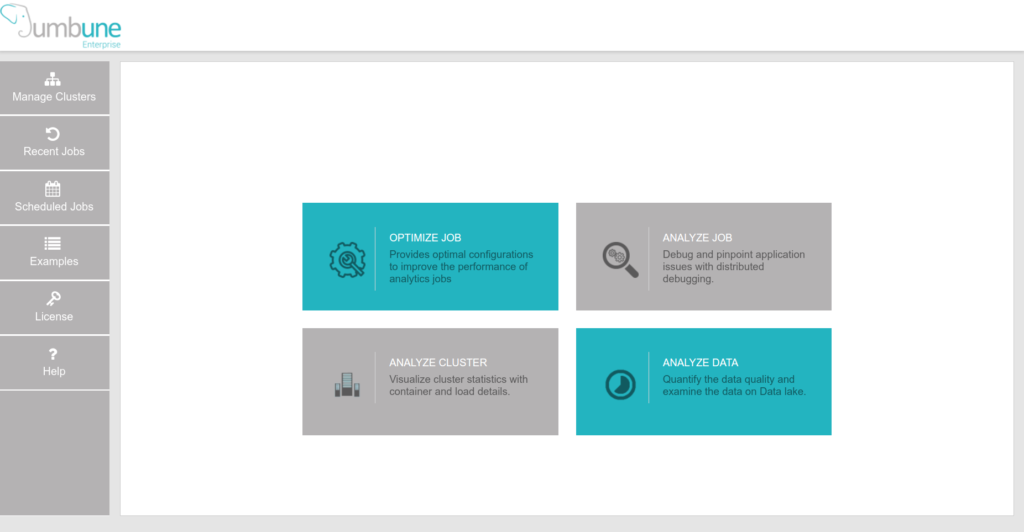 Jumbune
Enterprise
Manage Clusters
Recent Jobs
Scheduled Jobs
Examples
License
Help
OPTIMIZE JOB
Provides optimal configurations
to improve the performance of
analytics jobs
ANALYZE JOB
Debug and pinpoint application
issues with distributed
debugging.
ANALYZE CLUSTER
Visualize cluster statistics with
container and load details.
ANALYZE DATA
Quantify the data quality and
examine the data on Data lake.